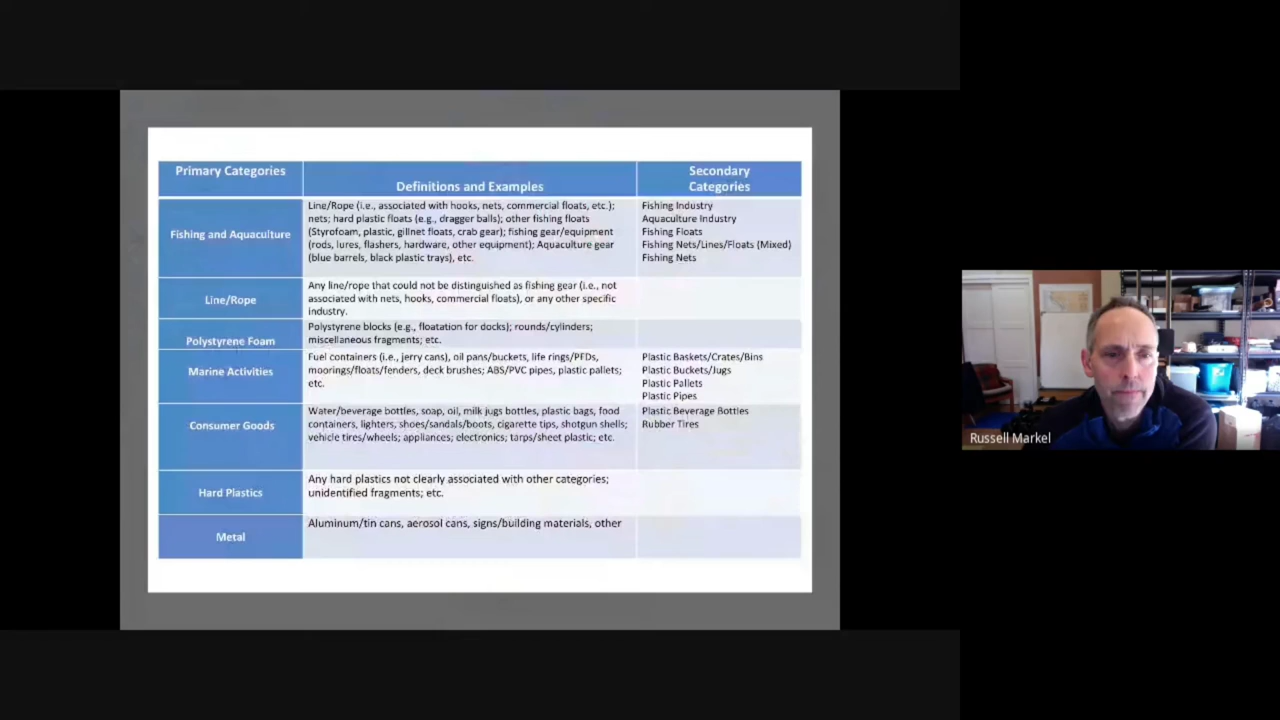 Primary Categories
Definitions and Examples
Secondary
Categories
Fishing and Aquaculture
Line/Rope (i.e., associated with hooks, nets, commercial floats, etc.);
nets; hard plastic floats (e.g., dragger balls); other fishing floats
(Styrofoam, plastic, gillnet floats, crab gear); fishing gear/equipment
(rods, lures, flashers, hardware, other equipment); Aquaculture gear
(blue barrels, black plastic trays), etc.
Fishing Industry
Aquaculture Industry
Fishing Floats
Fishing Nets/Lines/Floats (Mixed)
Fishing Nets
Line/Rope
Any line/rope that could not be distinguished as fishing gear (i.e., not
associated with nets, hooks, commercial floats), or any other specific
industry.
Polystyrene Foam
Polystyrene blocks (e.g., floatation for docks); rounds/cylinders;
miscellaneous fragments; etc.
Marine Activities
Fuel containers (i.e., jerry cans), oil pans/buckets, life rings/PFDs,
moorings/floats/fenders, deck brushes; ABS/PVC pipes, plastic pallets;
etc.
Plastic Baskets/Crates/Bins
Plastic Buckets/Jugs
Plastic Pallets
Plastic Pipes
Consumer Goods
Water/beverage bottles, soap, oil, milk jugs bottles, plastic bags, food
containers, lighters, shoes/sandals/boots, cigarette tips, shotgun shells;
vehicle tires/wheels; appliances; electronics; tarps/sheet plastic; etc.
Plastic Beverage Bottles
Rubber Tires
Hard Plastics
Any hard plastics not clearly associated with other categories;
unidentified fragments; etc.
Metal
Aluminum/tin cans, aerosol cans, signs/building materials, other
Russell Markel